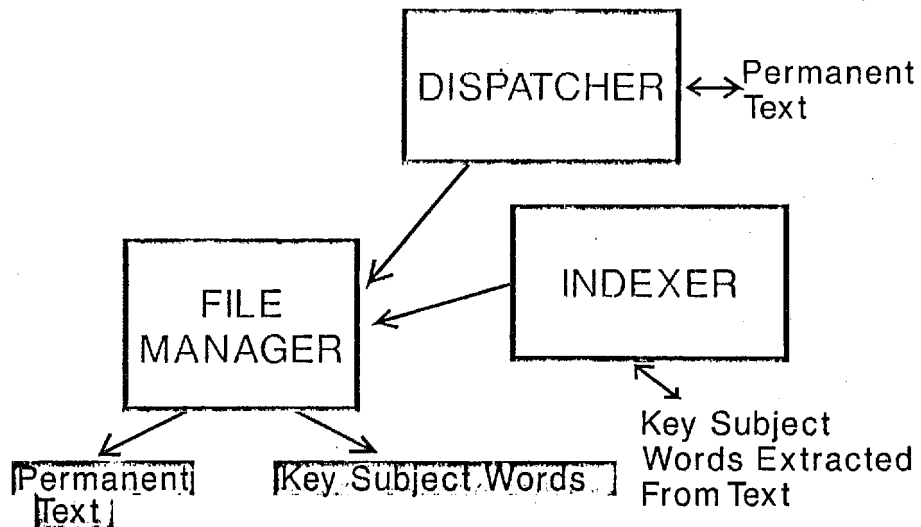 DISPATCHER
Permanent
Text
INDEXER
FILE
MANAGER
Key Subject
Words Extracted
From Text
Permanent
Text
Key Subject Words